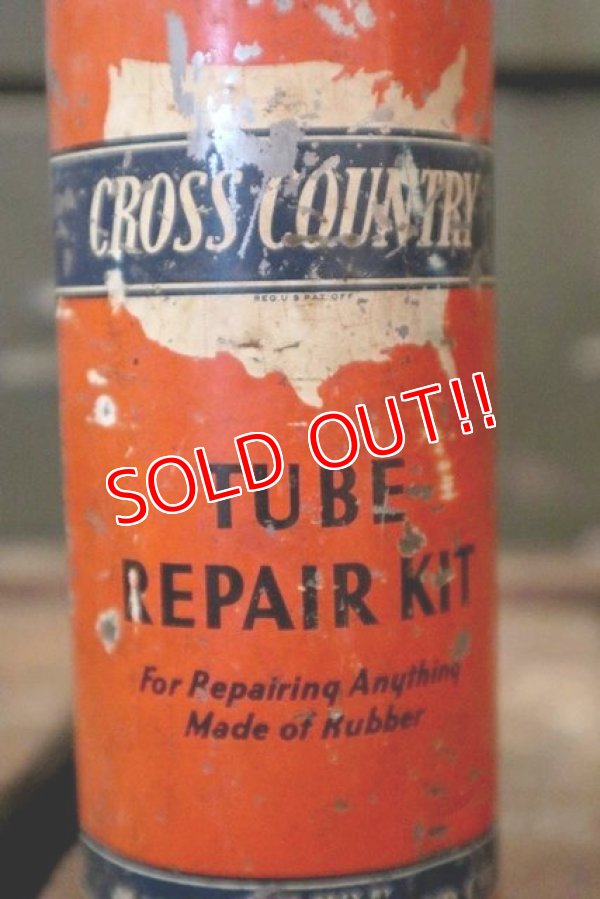 CROSS COUNTRY
REG. U S PAT. OFF.
SOLD OUT!!
TUBE
REPAIR KIT
For Repairing Anything
Made of Rubber